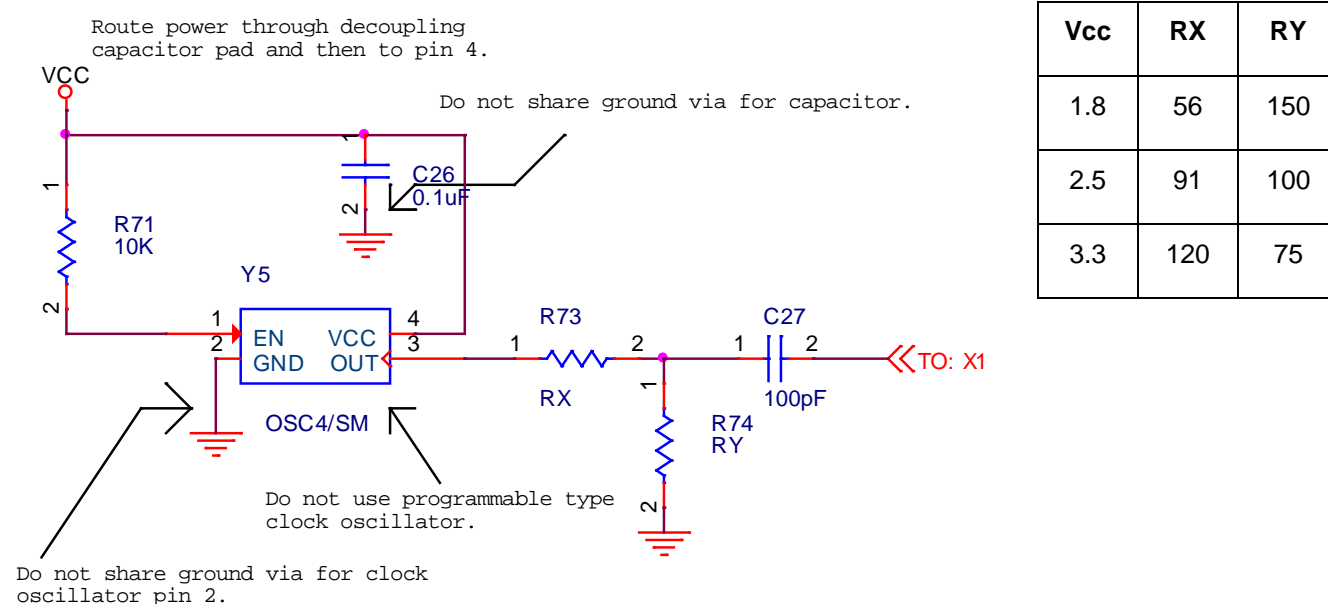 Route power through decoupling
capacitor pad and then to pin 4.
VCC
Do not share ground via for capacitor.
1
C26
0.1uF
2
1
R71
10K
2
Y5
1
EN
VCC
4
2
GND
OUT
3
OSC4/SM
R73
1
2
RX
C27
1
2
100pF
TO: X1
1
R74
RY
2
Do not use programmable type
clock oscillator.
Do not share ground via for clock
oscillator pin 2.
Vcc RX RY
1.8 56 150
2.5 91 100
3.3 120 75